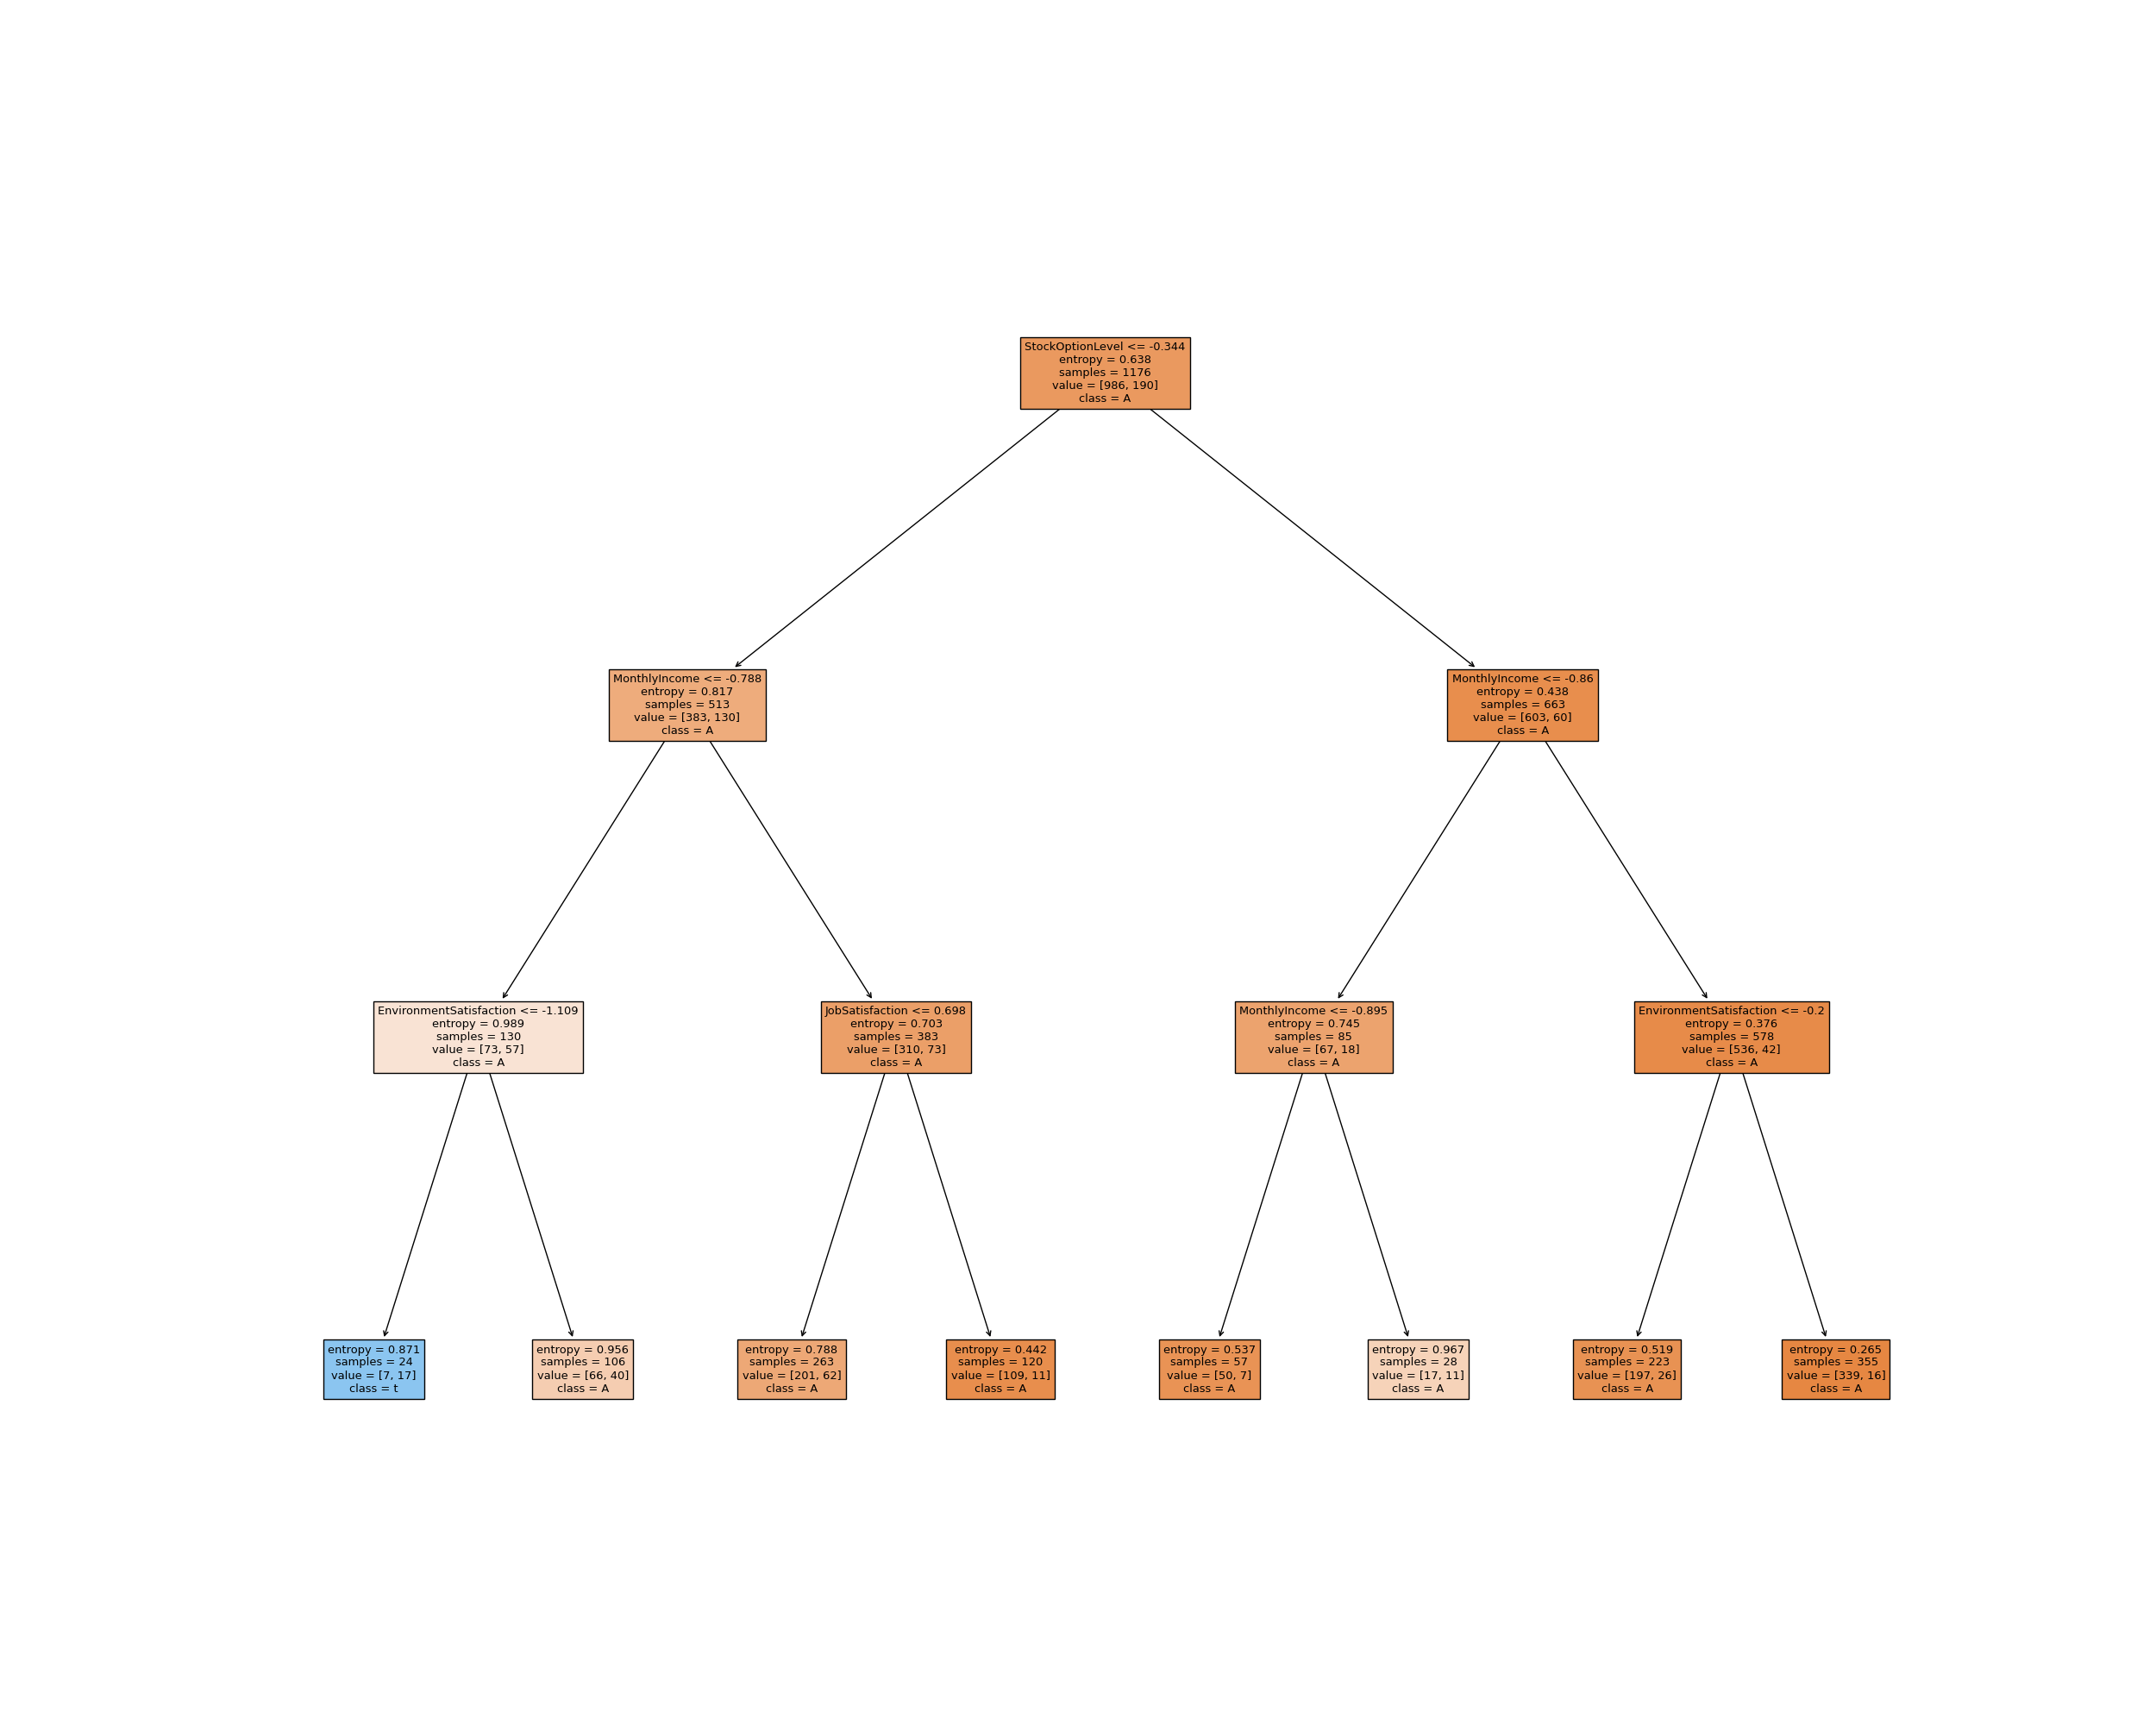 StockOptionLevel <= -0.344
entropy = 0.638
samples = 1176
value = [986, 190]
class = A
MonthlyIncome <= -0.788
entropy = 0.817
samples = 513
value = [383, 130]
class = A
MonthlyIncome <= -0.86
entropy = 0.438
samples = 663
value = [603, 60]
class = A
EnvironmentSatisfaction <= -1.109
entropy = 0.989
samples = 130
value = [73, 57]
class = A
JobSatisfaction <= 0.698
entropy = 0.703
samples = 383
value = [310, 73]
class = A
MonthlyIncome <= -0.895
entropy = 0.745
samples = 85
value = [67, 18]
class = A
EnvironmentSatisfaction <= -0.2
entropy = 0.376
samples = 578
value = [536, 42]
class = A
entropy = 0.871
samples = 24
value = [7, 17]
class = t
entropy = 0.956
samples = 106
value = [66, 40]
class = A
entropy = 0.788
samples = 263
value = [201, 62]
class = A
entropy = 0.442
samples = 120
value = [109, 11]
class = A
entropy = 0.537
samples = 57
value = [50, 7]
class = A
entropy = 0.967
samples = 28
value = [17, 11]
class = A
entropy = 0.519
samples = 223
value = [197, 26]
class = A
entropy = 0.265
samples = 355
value = [339, 16]
class = A